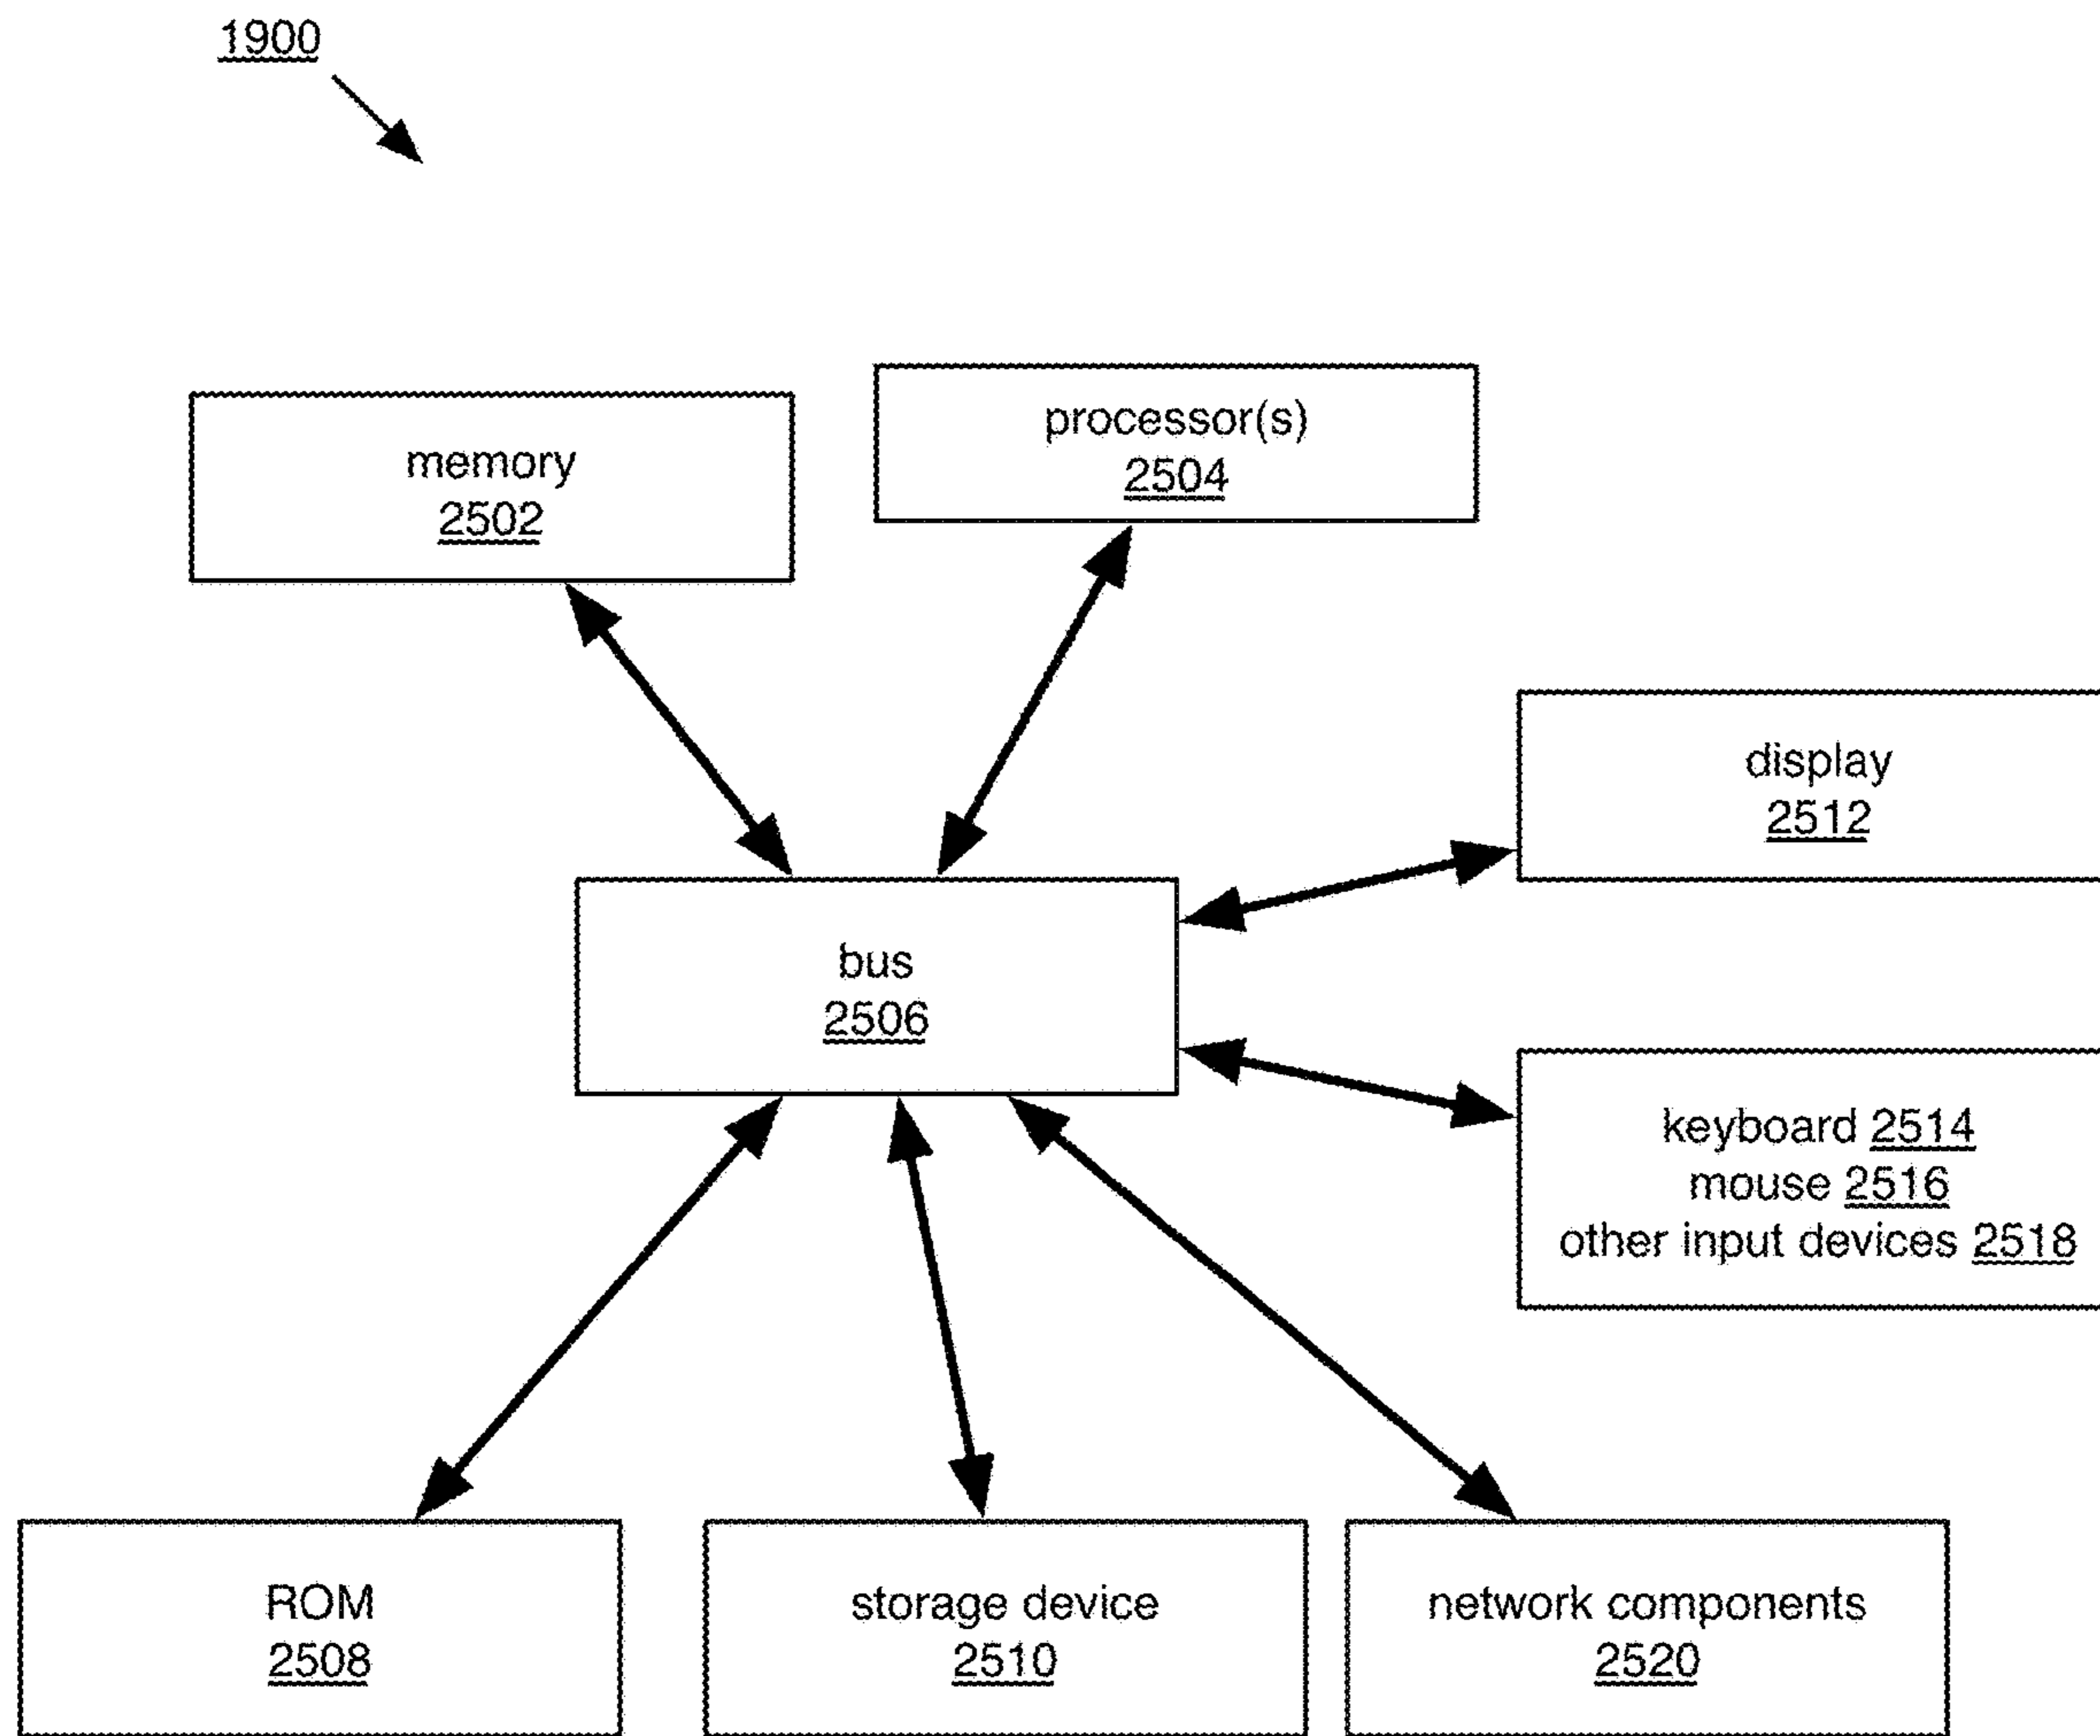 1900
memory
2502
processor(s)
2504
display
2512
bus
2506
keyboard 2514
mouse 2516
other input devices 2518
ROM
2508
storage device
2510
network components
2520